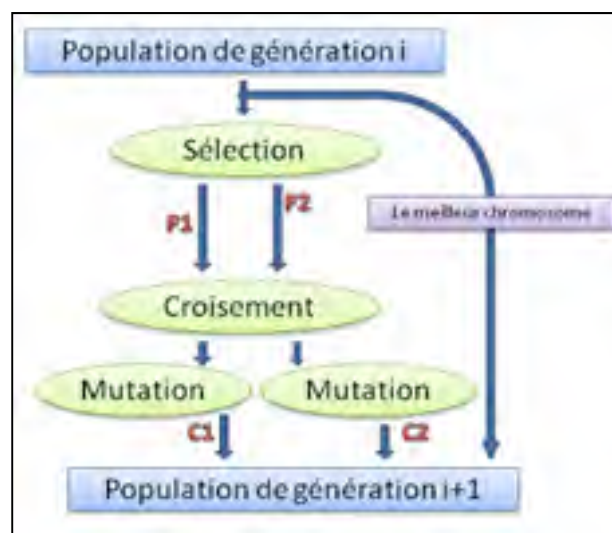 Population de génération i
Sélection
P1
P2
Le meilleur chromosome
Croisement
Mutation
Mutation
C1
C2
Population de génération i+1